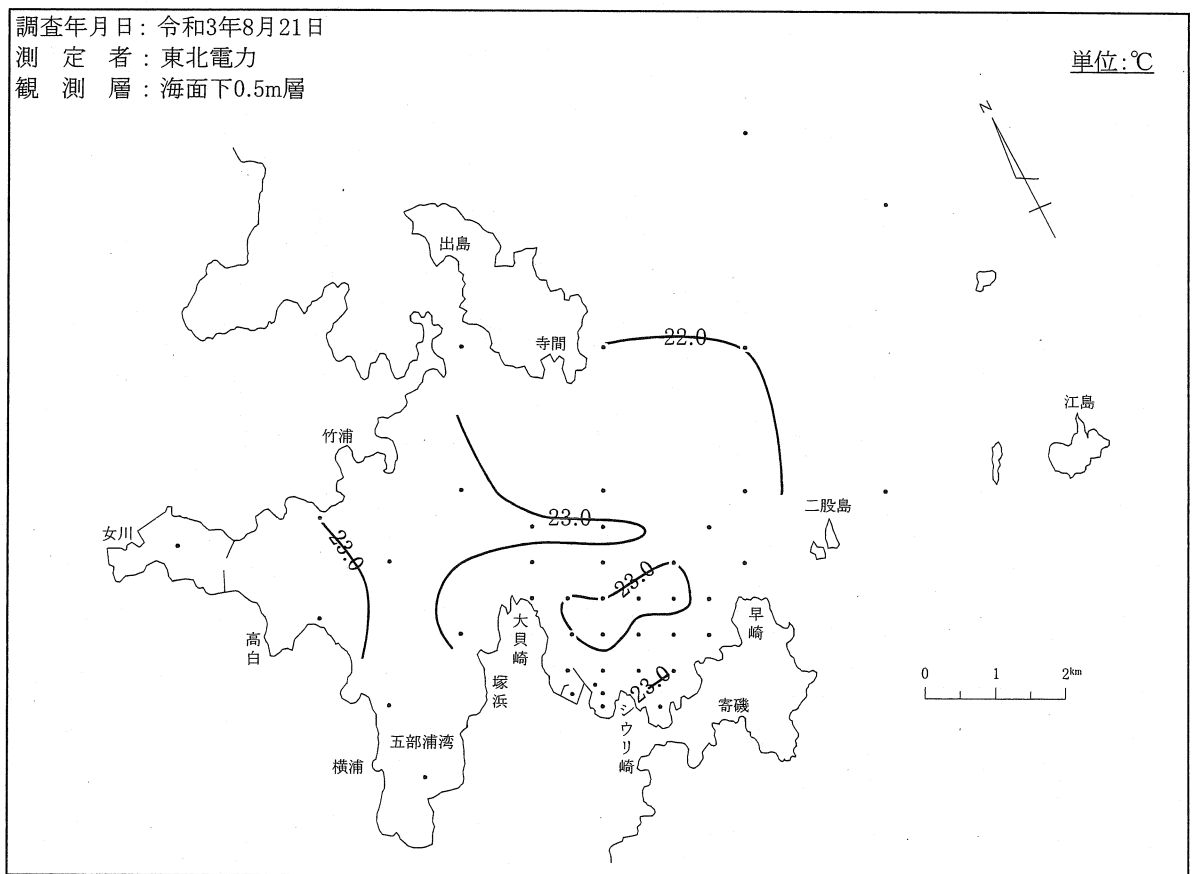 調査年月日：令和3年8月21日
測定者：東北電力
観測層：海面下0.5m層
単位:℃
N
出島
寺間
22.0
江島
竹浦
二股島
女川
23.0
23.0
23.0
大貝崎
早崎
高白
塚浜
23.0
0 1 2km
寄磯
シウリ崎
五部浦湾
横浦